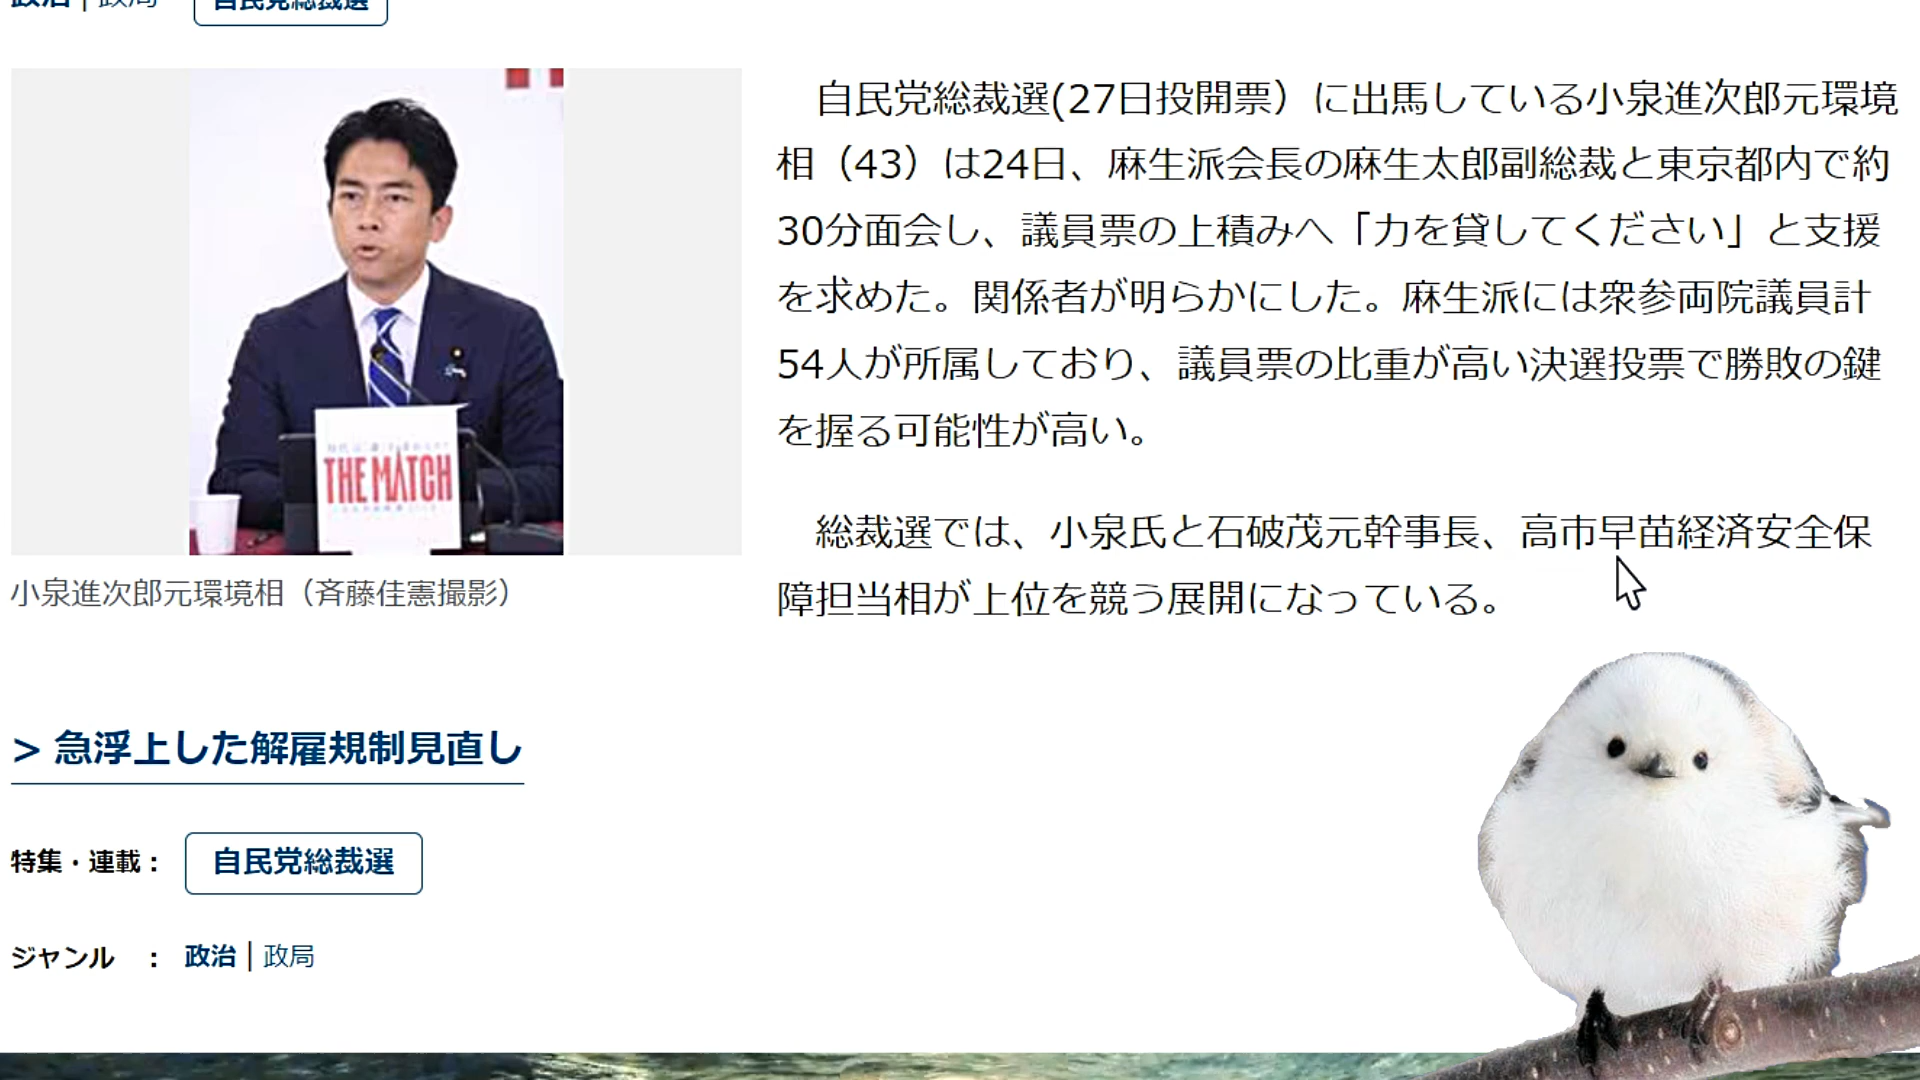 政治 | 政局 自民党総裁選
自民党総裁選(27日投開票）に出馬している小泉進次郎元環境
相（43）は24日、麻生派会長の麻生太郎副総裁と東京都内で約
30分面会し、議員票の上積みへ「力を貸してください」と支援
を求めた。関係者が明らかにした。麻生派には衆参両院議員計
54人が所属しており、議員票の比重が高い決選投票で勝敗の鍵
を握る可能性が高い。
総裁選では、小泉氏と石破茂元幹事長、高市早苗経済安全保
障担当相が上位を競う展開になっている。
THE MATCH
小泉進次郎元環境相（斉藤佳憲撮影）
> 急浮上した解雇規制見直し
特集・連載： 自民党総裁選
ジャンル ： 政治 | 政局